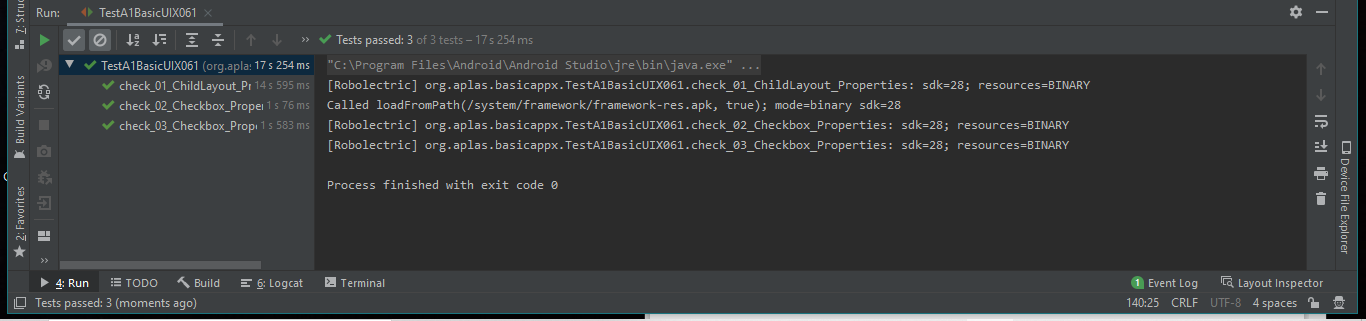 Run: TestA1BasicUIX061
Tests passed: 3 of 3 tests – 17 s 254 ms
TestA1BasicUIX061 (org.aplas. 17 s 254 ms
check_01_ChildLayout_Pr 14 s 595 ms
check_02_Checkbox_Proper 1 s 76 ms
check_03_Checkbox_Prope 1 s 583 ms
"C:\Program Files\Android\Android Studio\jre\bin\java.exe" ...
[Robolectric] org.aplas.basicappx.TestA1BasicUIX061.check_01_ChildLayout_Properties: sdk=28; resources=BINARY
Called loadFromPath(/system/framework/framework-res.apk, true); mode=binary sdk=28
[Robolectric] org.aplas.basicappx.TestA1BasicUIX061.check_02_Checkbox_Properties: sdk=28; resources=BINARY
[Robolectric] org.aplas.basicappx.TestA1BasicUIX061.check_03_Checkbox_Properties: sdk=28; resources=BINARY
Process finished with exit code 0
7: Struc
Build Variants
2: Favorites
Device File Explorer
4: Run TODO Build 6: Logcat Terminal 1 Event Log Layout Inspector
Tests passed: 3 (moments ago) 140:25 CRLF UTF-8 4 spaces